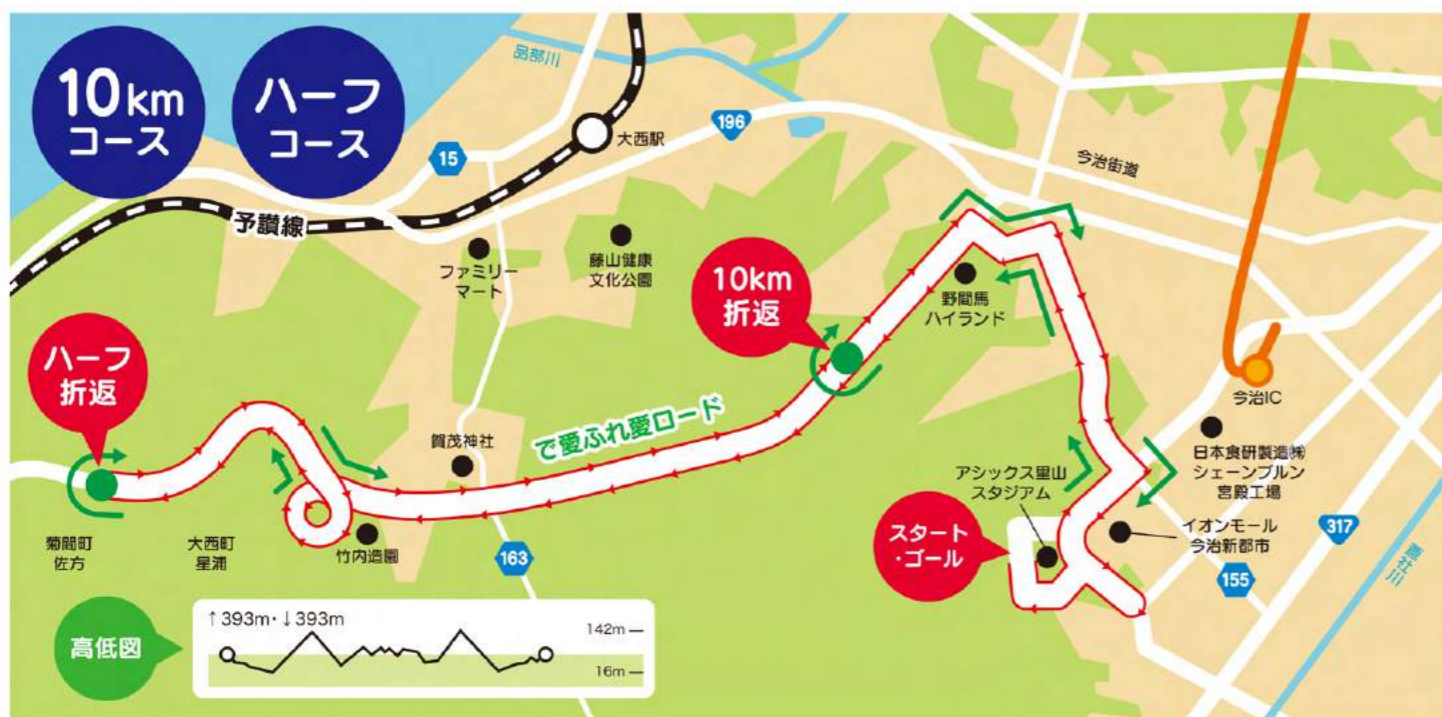 10km
コース
ハーフ
コース
品部川
大西駅
196
15
今治街道
予讃線
ファミリー
マート
藤山健康
文化公園
10km
折返
野間馬
ハイランド
ハーフ
折返
今治IC
で愛ふれ愛ロード
賀茂神社
日本食研製造㈱
シェーンブルン
宮殿工場
アシックス里山
スタジアム
スタート
・ゴール
イオンモール
今治新都市
317
菊間町
佐方
大西町
星浦
竹内造園
163
155
蒼社川
高低図
↑393m・↓393m
142m
16m